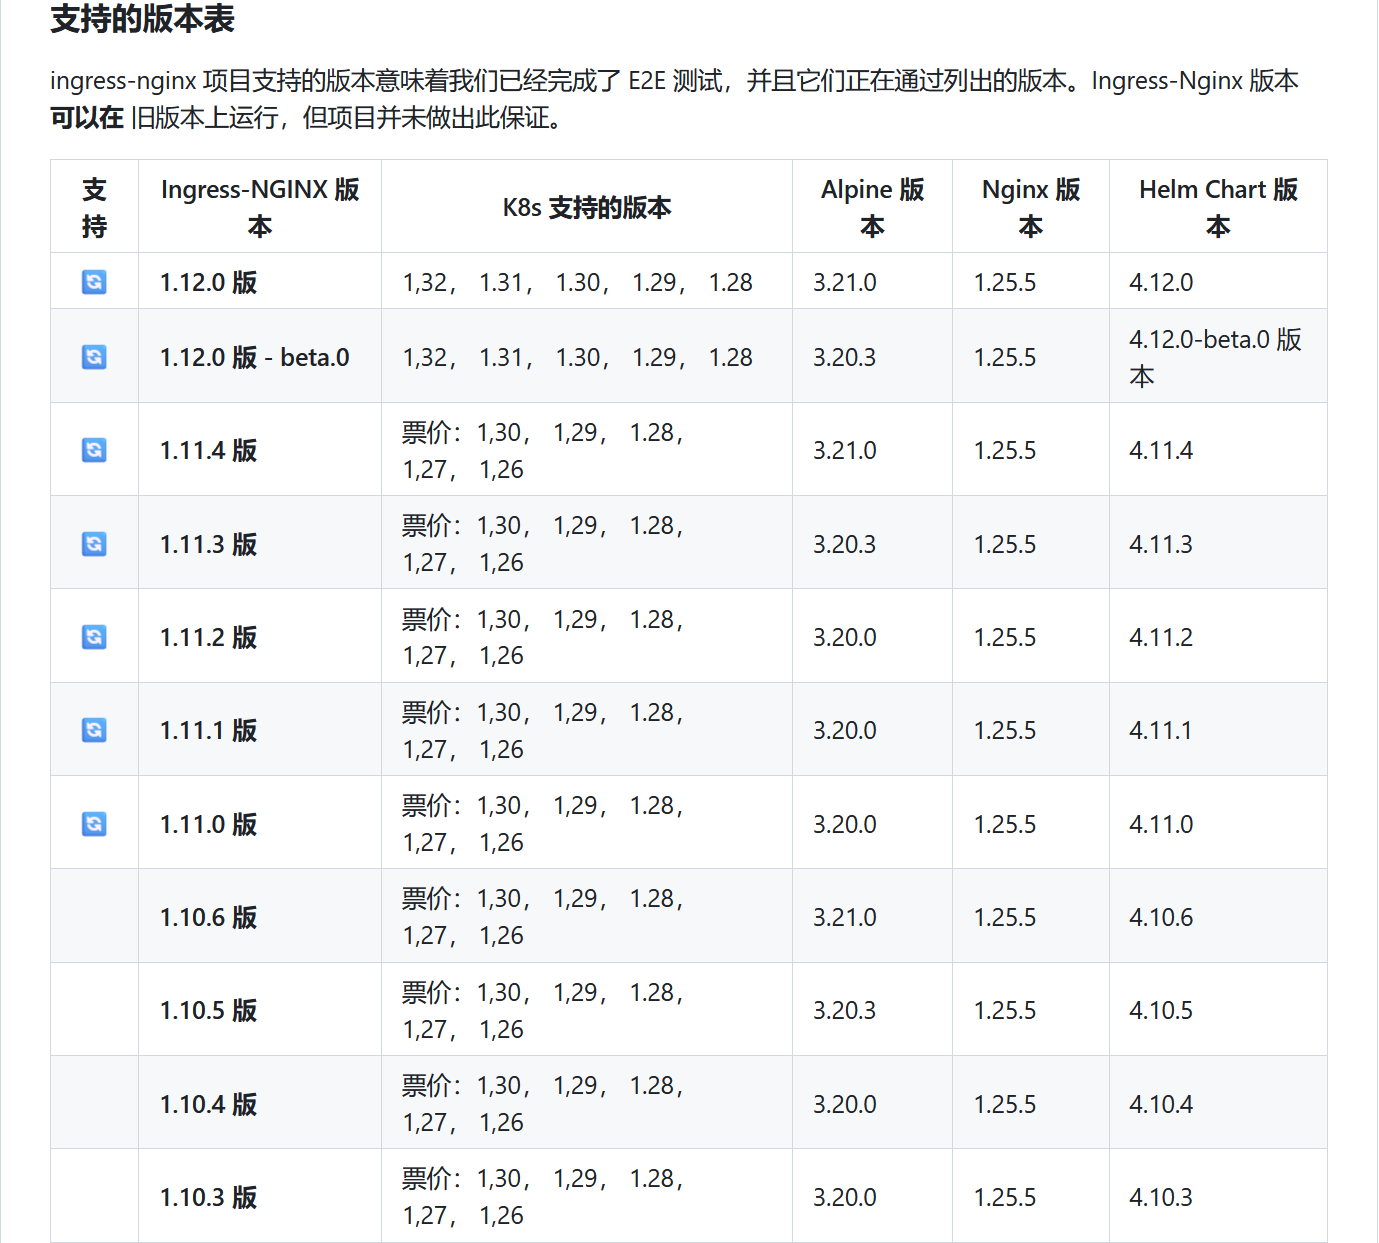 支持的版本表
ingress-nginx 项目支持的版本意味着我们已经完成了 E2E 测试，并且它们正在通过列出的版本。Ingress-Nginx 版本
可以在 旧版本上运行，但项目并未做出此保证。
支持 Ingress-NGINX 版本 K8s 支持的版本 Alpine 版本 Nginx 版本 Helm Chart 版本
1.12.0 版 1,32， 1.31， 1.30， 1.29， 1.28 3.21.0 1.25.5 4.12.0
1.12.0 版 - beta.0 1,32， 1.31， 1.30， 1.29， 1.28 3.20.3 1.25.5 4.12.0-beta.0 版本
1.11.4 版 票价：1,30， 1,29， 1.28， 1,27， 1,26 3.21.0 1.25.5 4.11.4
1.11.3 版 票价：1,30， 1,29， 1.28， 1,27， 1,26 3.20.3 1.25.5 4.11.3
1.11.2 版 票价：1,30， 1,29， 1.28， 1,27， 1,26 3.20.0 1.25.5 4.11.2
1.11.1 版 票价：1,30， 1,29， 1.28， 1,27， 1,26 3.20.0 1.25.5 4.11.1
1.11.0 版 票价：1,30， 1,29， 1.28， 1,27， 1,26 3.20.0 1.25.5 4.11.0
1.10.6 版 票价：1,30， 1,29， 1.28， 1,27， 1,26 3.21.0 1.25.5 4.10.6
1.10.5 版 票价：1,30， 1,29， 1.28， 1,27， 1,26 3.20.3 1.25.5 4.10.5
1.10.4 版 票价：1,30， 1,29， 1.28， 1,27， 1,26 3.20.0 1.25.5 4.10.4
1.10.3 版 票价：1,30， 1,29， 1.28， 1,27， 1,26 3.20.0 1.25.5 4.10.3